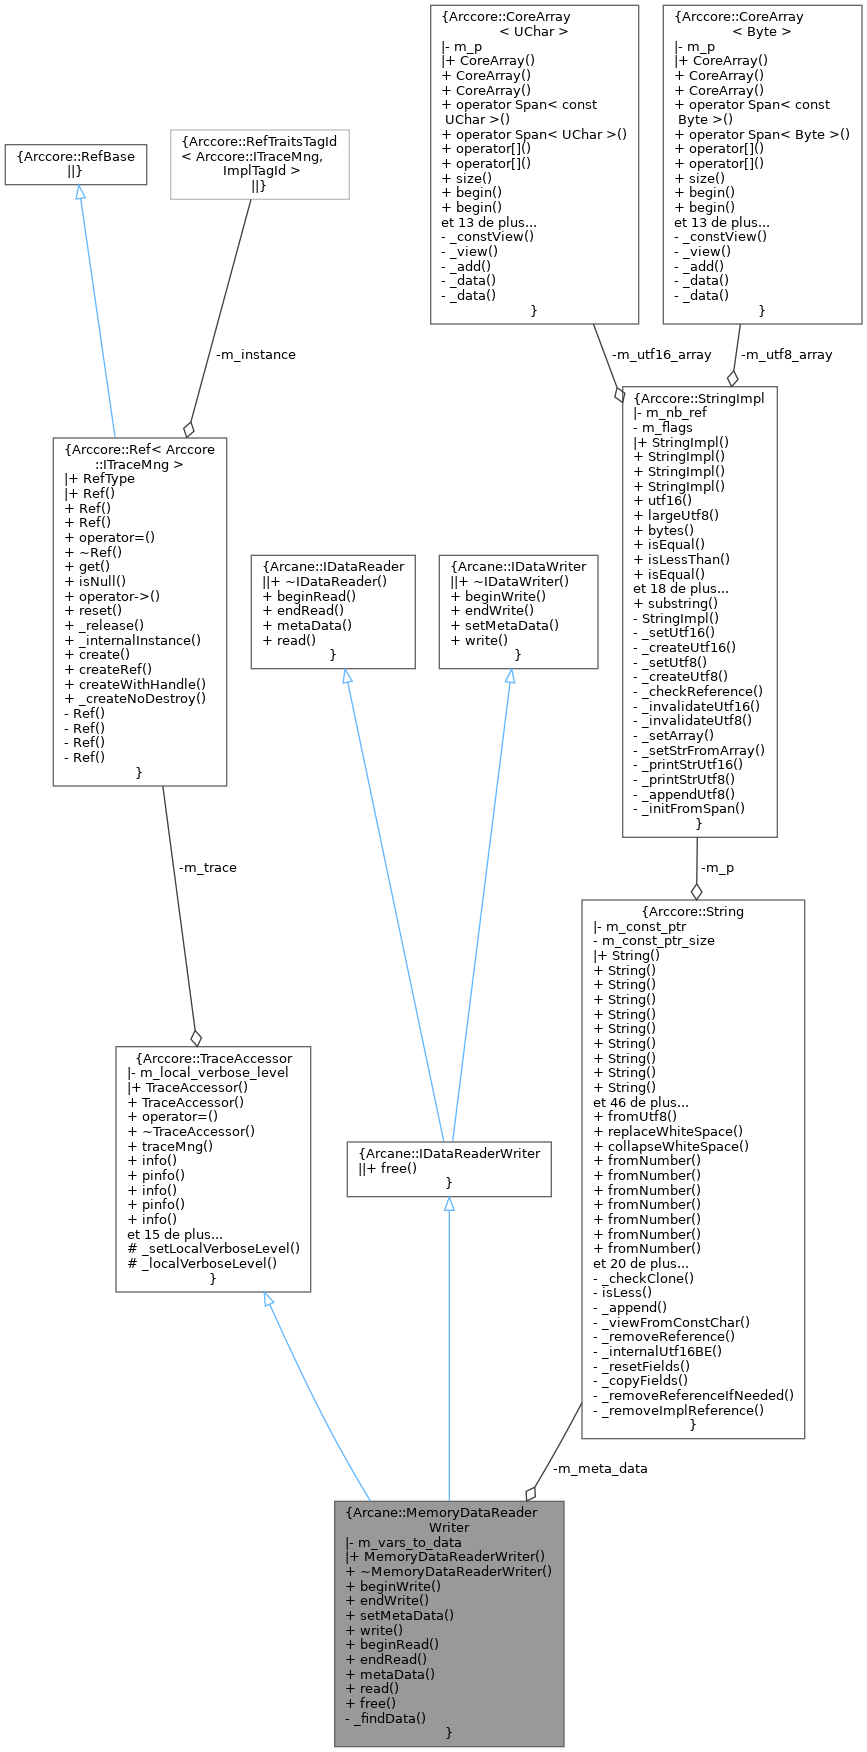 {Arccore::CoreArray
< UChar >
|- m_p
|+ CoreArray()
+ CoreArray()
+ CoreArray()
+ operator Span< const
UChar >()
+ operator Span< UChar >()
+ operator[]()
+ operator[]()
+ size()
+ begin()
+ begin()
et 13 de plus...
- _constView()
- _view()
- _add()
- _data()
- _data()
}
{Arccore::CoreArray
< Byte >
|- m_p
|+ CoreArray()
+ CoreArray()
+ CoreArray()
+ operator Span< const
Byte >()
+ operator Span< Byte >()
+ operator[]()
+ operator[]()
+ size()
+ begin()
+ begin()
et 13 de plus...
- _constView()
- _view()
- _add()
- _data()
- _data()
}
{Arccore::RefBase
||}
{Arccore::RefTraitsTagId
< Arccore::ITraceMng,
ImplTagId >
||}
-m_instance
-m_utf16_array
-m_utf8_array
{Arccore::Ref< Arccore
::ITraceMng >
|+ RefType
|+ Ref()
+ Ref()
+ Ref()
+ operator=()
+ ~Ref()
+ get()
+ isNull()
+ operator->()
+ reset()
+ _release()
+ _internalInstance()
+ create()
+ createRef()
+ createWithHandle()
+ _createNoDestroy()
- Ref()
- Ref()
- Ref()
- Ref()
}
{Arcane::IDataReader
||+ ~IDataReader()
+ beginRead()
+ endRead()
+ metaData()
+ read()
}
{Arcane::IDataWriter
||+ ~IDataWriter()
+ beginWrite()
+ endWrite()
+ setMetaData()
+ write()
}
{Arccore::StringImpl
|- m_nb_ref
- m_flags
|+ StringImpl()
+ StringImpl()
+ StringImpl()
+ StringImpl()
+ utf16()
+ largeUtf8()
+ bytes()
+ isEqual()
+ isLessThan()
+ isEqual()
et 18 de plus...
+ substring()
- StringImpl()
- _setUtf16()
- _createUtf16()
- _setUtf8()
- _createUtf8()
- _checkReference()
- _invalidateUtf16()
- _invalidateUtf8()
- _setArray()
- _setStrFromArray()
- _printStrUtf16()
- _printStrUtf8()
- _appendUtf8()
- _initFromSpan()
}
-m_trace
-m_p
{Arccore::String
|- m_const_ptr
- m_const_ptr_size
|+ String()
+ String()
+ String()
+ String()
+ String()
+ String()
+ String()
+ String()
+ String()
+ String()
et 46 de plus...
+ fromUtf8()
+ replaceWhiteSpace()
+ collapseWhiteSpace()
+ fromNumber()
+ fromNumber()
+ fromNumber()
+ fromNumber()
+ fromNumber()
+ fromNumber()
+ fromNumber()
et 20 de plus...
- _checkClone()
- isLess()
- _append()
- _viewFromConstChar()
- _removeReference()
- _internalUtf16BE()
- _resetFields()
- _copyFields()
- _removeReferenceIfNeeded()
- _removeImplReference()
}
{Arccore::TraceAccessor
|- m_local_verbose_level
|+ TraceAccessor()
+ TraceAccessor()
+ operator=()
+ ~TraceAccessor()
+ traceMng()
+ info()
+ pinfo()
+ info()
+ pinfo()
+ info()
et 15 de plus...
# _setLocalVerboseLevel()
# _localVerboseLevel()
}
{Arcane::IDataReaderWriter
||+ free()
}
-m_meta_data
{Arcane::MemoryDataReader
Writer
|- m_vars_to_data
|+ MemoryDataReaderWriter()
+ ~MemoryDataReaderWriter()
+ beginWrite()
+ endWrite()
+ setMetaData()
+ write()
+ beginRead()
+ endRead()
+ metaData()
+ read()
+ free()
- _findData()
}